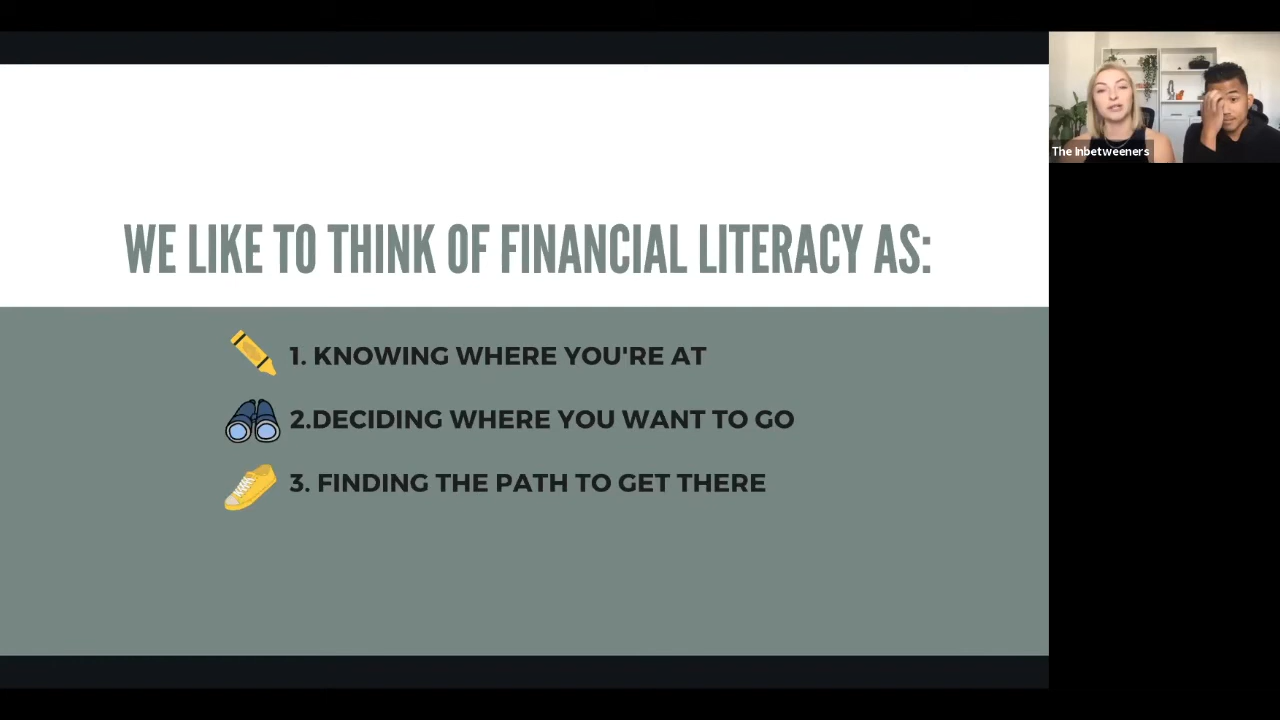 WE LIKE TO THINK OF FINANCIAL LITERACY AS:
1. KNOWING WHERE YOU'RE AT
2.DECIDING WHERE YOU WANT TO GO
3. FINDING THE PATH TO GET THERE
The Inbetweeners